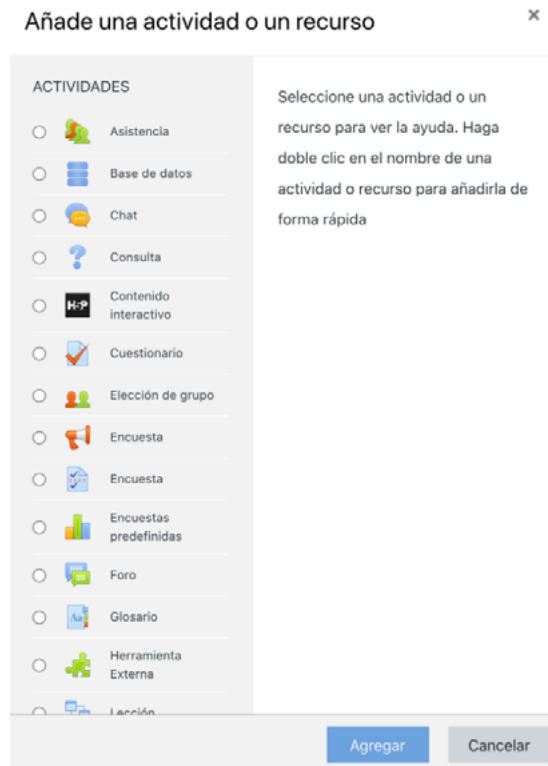 Añade una actividad o un recurso
×
ACTIVIDADES
Asistencia
Base de datos
Chat
Consulta
H5P
Contenido
interactivo
Cuestionario
Elección de grupo
Encuesta
Encuesta
Encuestas
predefinidas
Foro
Aa
Glosario
Herramienta
Externa
Lección
Seleccione una actividad o un
recurso para ver la ayuda. Haga
doble clic en el nombre de una
actividad o recurso para añadirla de
forma rápida
Agregar
Cancelar